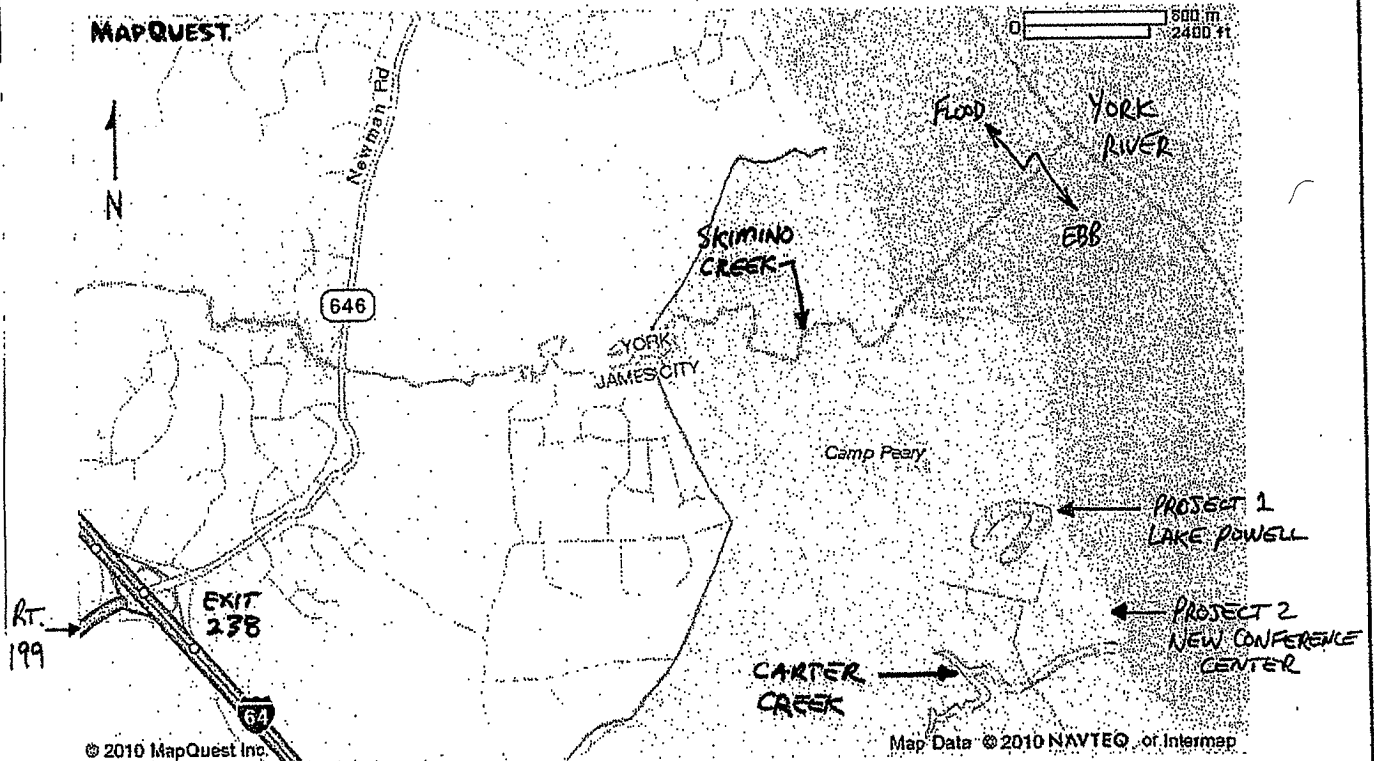 MAPQUEST.
0
600 m
2400 ft
Newman Rd
N
FLOOD
YORK
RIVER
EBB
SKIMINO
CREEK
646
YORK
JAMES CITY
Camp Peary
PROJECT 1
LAKE POWELL
RT.
199
EXIT
238
PROJECT 2
NEW CONFERENCE
CENTER
CARTER
CREEK
64
© 2010 MapQuest Inc.
Map Data © 2010 NAVTEQ or Intermap